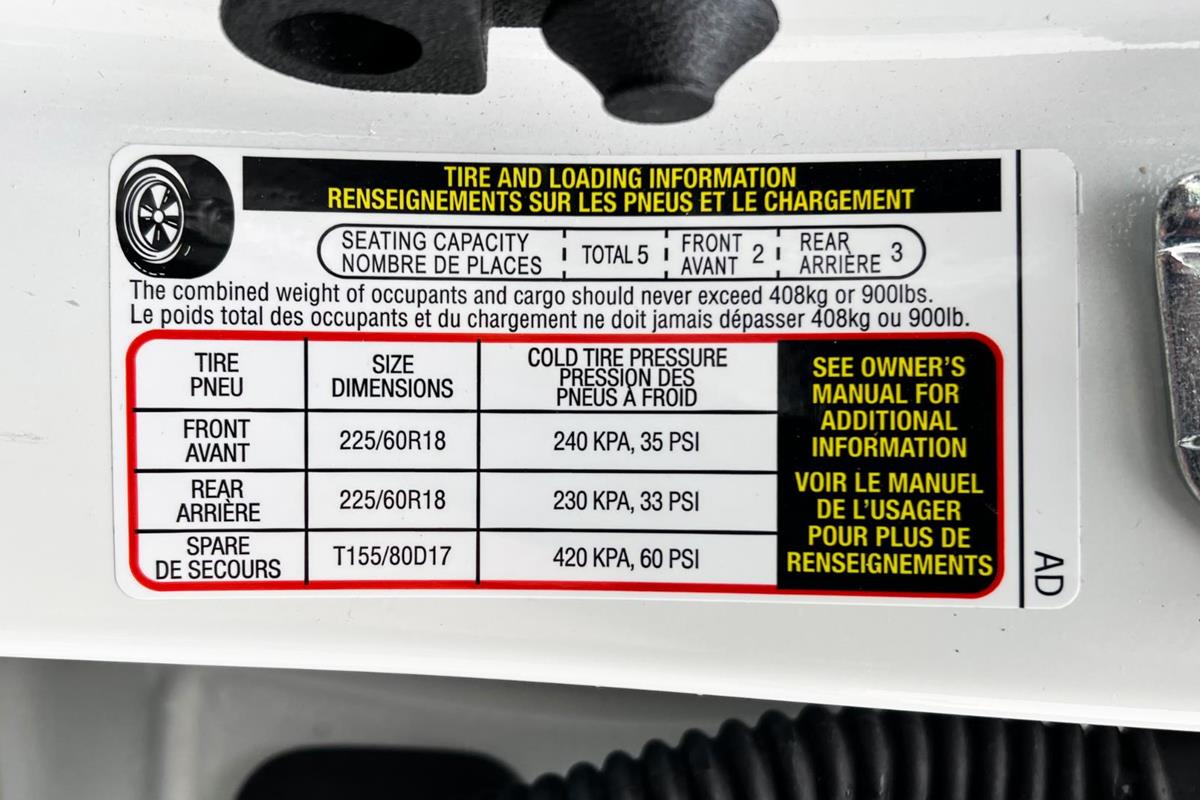 TIRE AND LOADING INFORMATION
RENSEIGNEMENTS SUR LES PNEUS ET LE CHARGEMENT
SEATING CAPACITY
NOMBRE DE PLACES
TOTAL 5
FRONT
AVANT 2
REAR
ARRIÈRE 3
The combined weight of occupants and cargo should never exceed 408kg or 900lbs.
Le poids total des occupants et du chargement ne doit jamais dépasser 408kg ou 900lb.
TIRE
PNEU
SIZE
DIMENSIONS
COLD TIRE PRESSURE
PRESSION DES
PNEUS À FROID
FRONT
AVANT
225/60R18
240 KPA, 35 PSI
REAR
ARRIÈRE
225/60R18
230 KPA, 33 PSI
SPARE
DE SECOURS
T155/80D17
420 KPA, 60 PSI
SEE OWNER'S
MANUAL FOR
ADDITIONAL
INFORMATION
VOIR LE MANUEL
DE L'USAGER
POUR PLUS DE
RENSEIGNEMENTS
AD